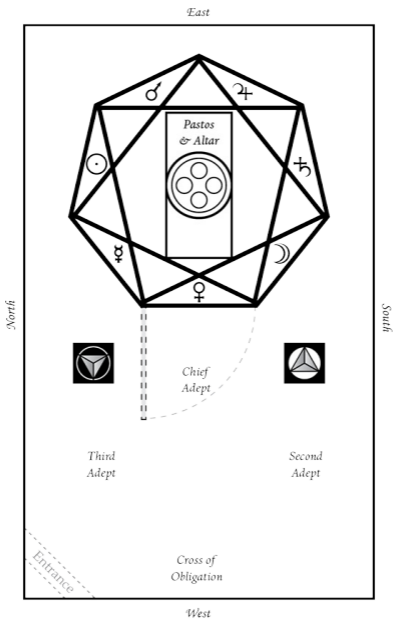 East
♂ ♃
Pastos
& Altar
☉ ♄
☿ ☽
♀
North
South
Chief
Adept
Third
Adept
Second
Adept
Entrance
Cross of
Obligation
West